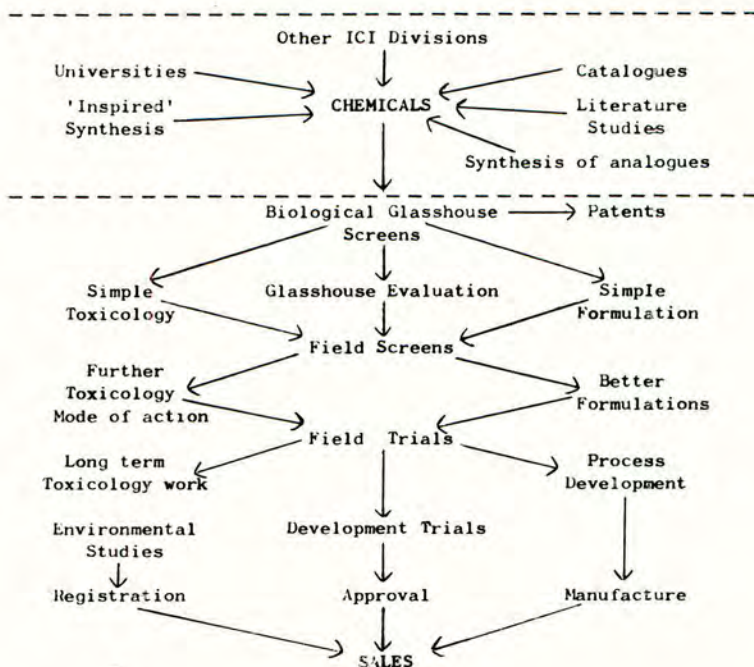 Other ICI Divisions
Universities
Catalogues
'Inspired'
Synthesis
CHEMICALS
Literature
Studies
Synthesis of analogues
Biological Glasshouse
Screens
Patents
Simple
Toxicology
Glasshouse Evaluation
Simple
Formulation
Field Screens
Further
Toxicology
Mode of action
Better
Formulations
Field Trials
Long term
Toxicology work
Process
Development
Environmental
Studies
Development Trials
Registration
Approval
Manufacture
SALES